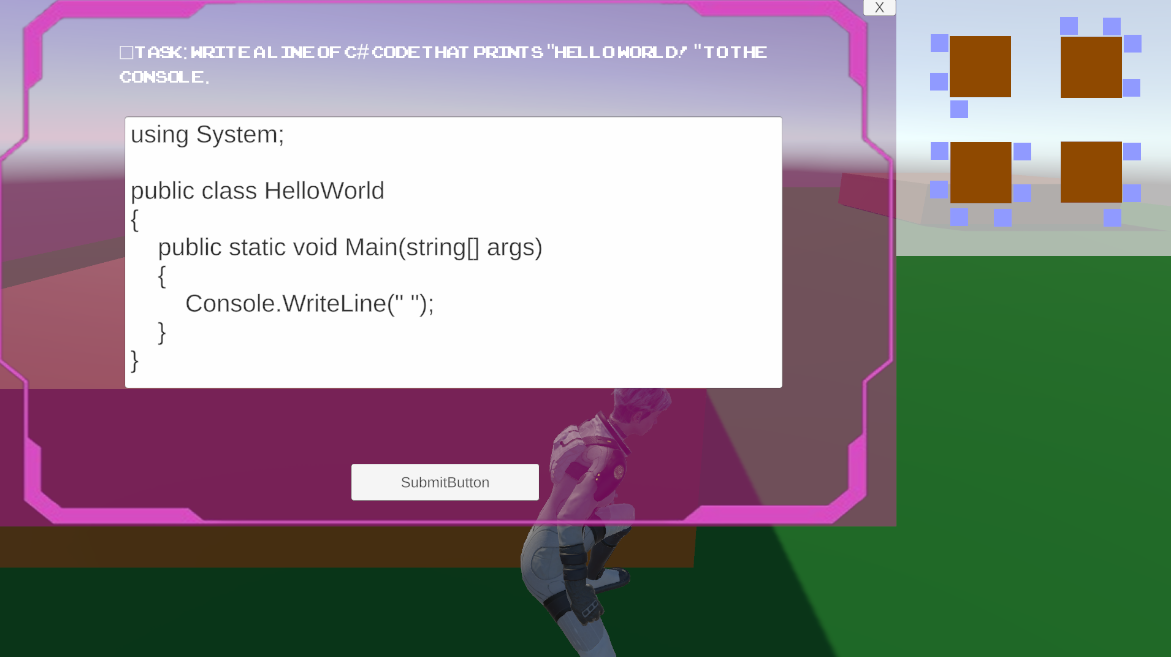 X
□TASK: WRITE A LINE OF C# CODE THAT PRINTS "HELLO WORLD! " TO THE
CONSOLE.
using System;
public class HelloWorld
{
public static void Main(string[] args)
{
Console.WriteLine(" ");
}
}
SubmitButton